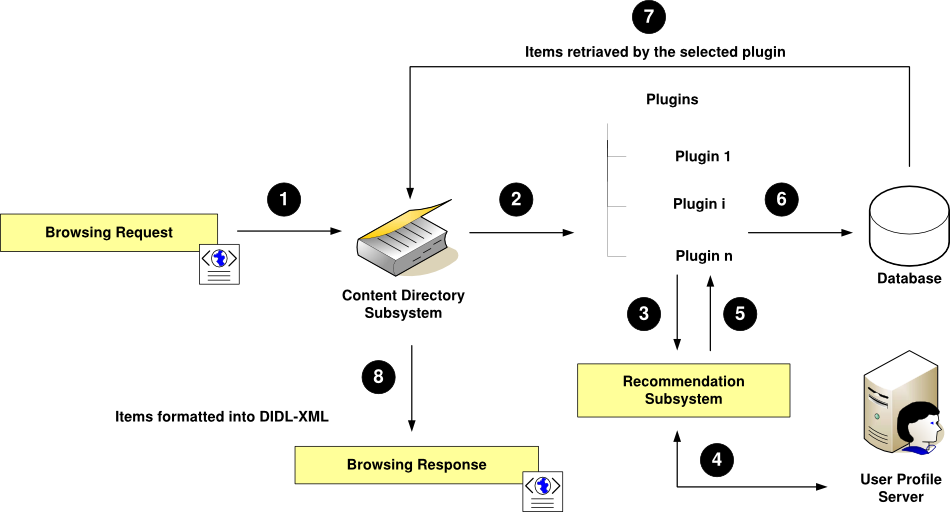 7
Items retriaved by the selected plugin
Plugins
Plugin 1
1
2
Plugin i
6
Browsing Request
Plugin n
Database
Content Directory
Subsystem
3
5
8
Recommendation
Subsystem
Items formatted into DIDL-XML
4
Browsing Response
User Profile
Server